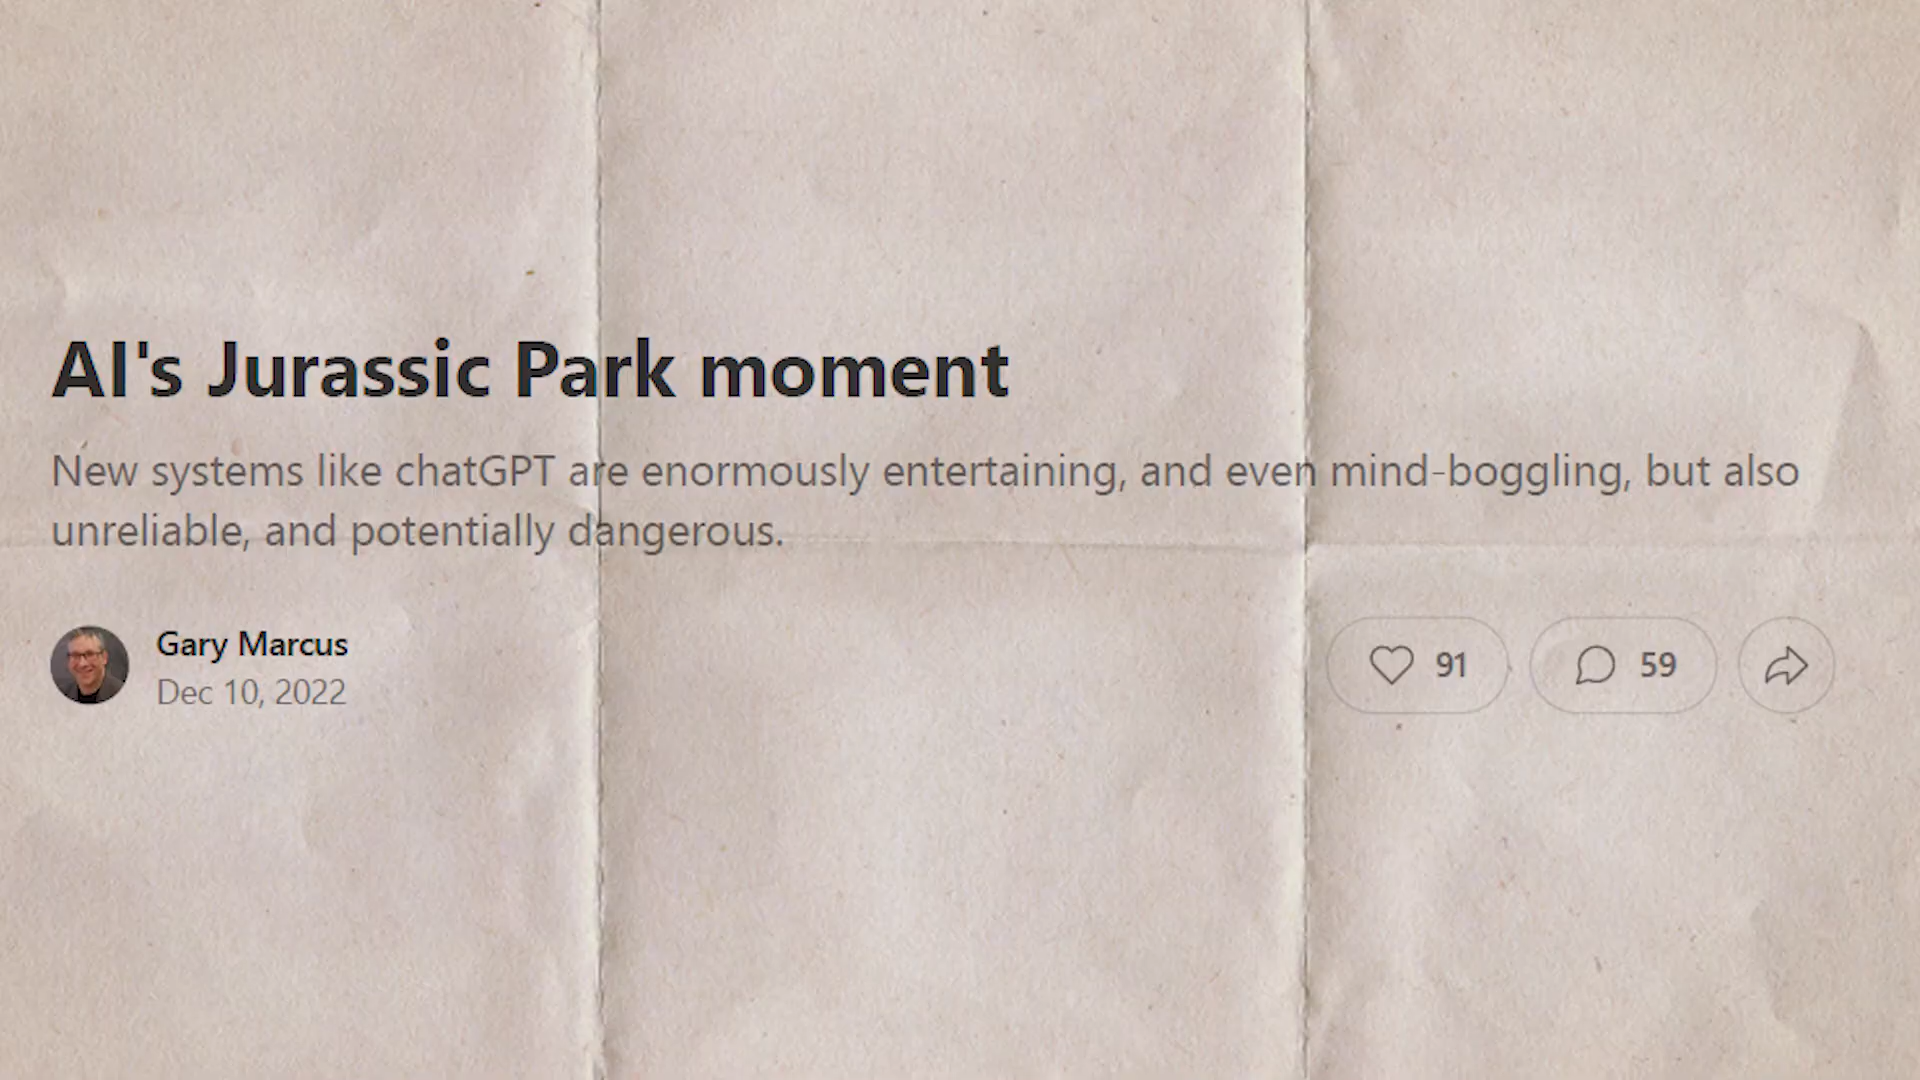 AI's Jurassic Park moment
New systems like chatGPT are enormously entertaining, and even mind-boggling, but also
unreliable, and potentially dangerous.
Gary Marcus
Dec 10, 2022
91
59